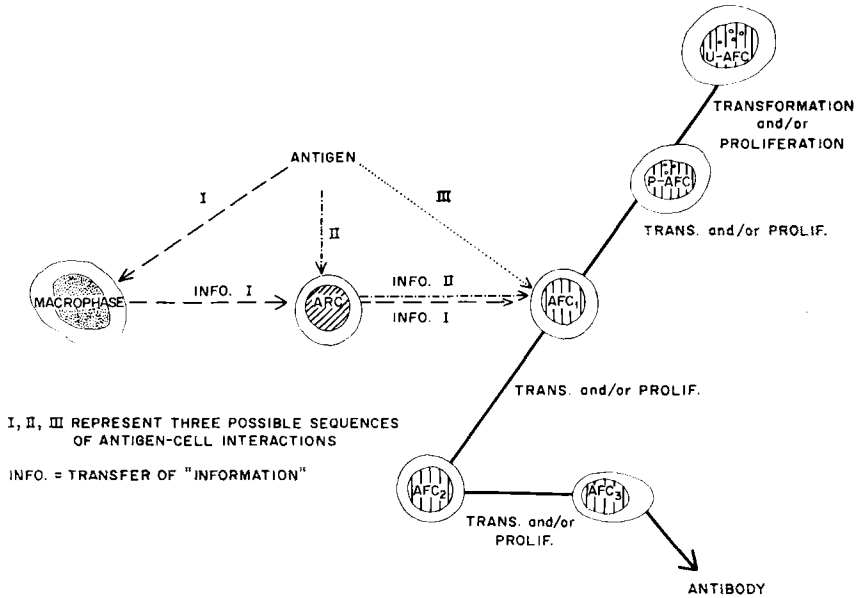 U-AFC
TRANSFORMATION
and/or
PROLIFERATION
ANTIGEN
I
II
III
P-AFC
TRANS. and/or PROLIF.
MACROPHASE
INFO. I
ARC
INFO. II
INFO. I
AFC1
TRANS. and/or PROLIF.
I, II, III REPRESENT THREE POSSIBLE SEQUENCES
OF ANTIGEN-CELL INTERACTIONS
INFO. = TRANSFER OF "INFORMATION"
AFC2
AFC3
TRANS. and/or
PROLIF.
ANTIBODY